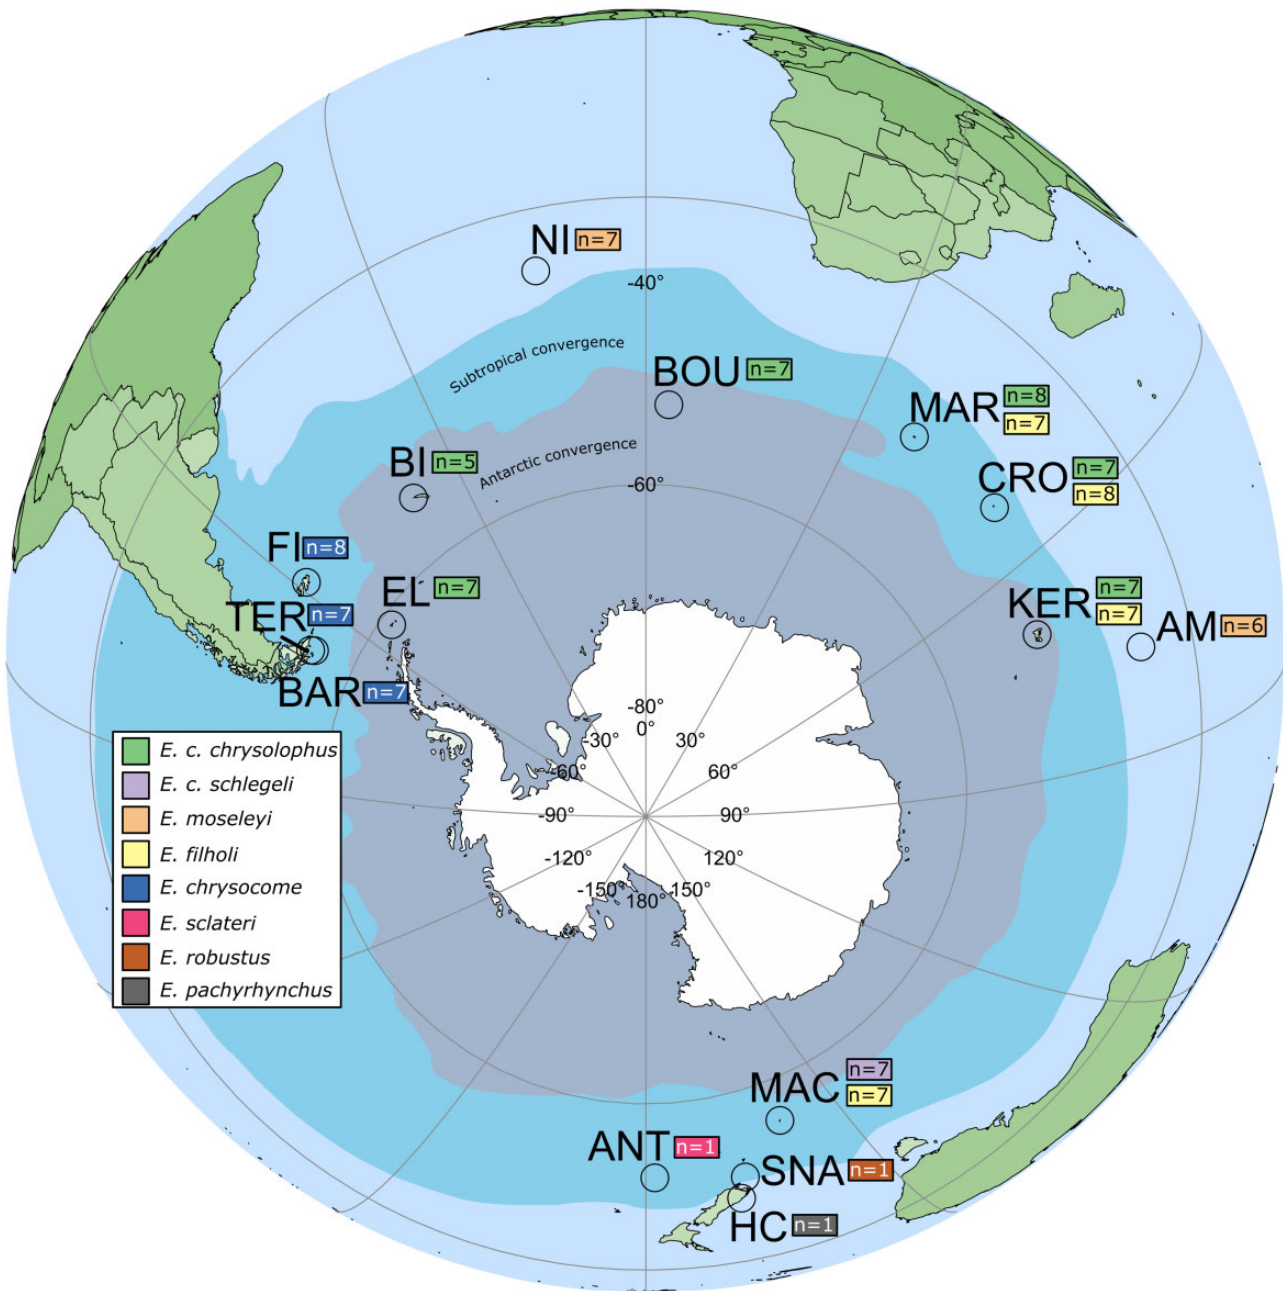 NI n=7
-40°
Subtropical convergence
BOU n=7
MAR n=8
n=7
Antarctic convergence
BI n=5
-60°
CRO n=7
n=8
FI n=8
EL n=7
TER n=7
KER n=7
n=7
AM n=6
BAR n=7
-80°
0°
-30° 30°
-60° 60°
-90° 90°
-120° 120°
-150° 150°
180°
E. c. chrysolophus
E. c. schlegeli
E. moseleyi
E. filholi
E. chrysocome
E. sclateri
E. robustus
E. pachyrhynchus
MAC n=7
n=7
ANT n=1
SNA n=1
HC n=1